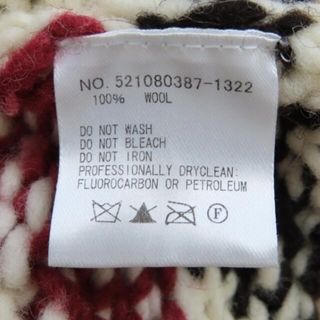 NO. 521080387-1322
100% WOOL
DO NOT WASH
DO NOT BLEACH
DO NOT IRON
PROFESSIONALLY DRYCLEAN:
FLUOROCARBON OR PETROLEUM
F